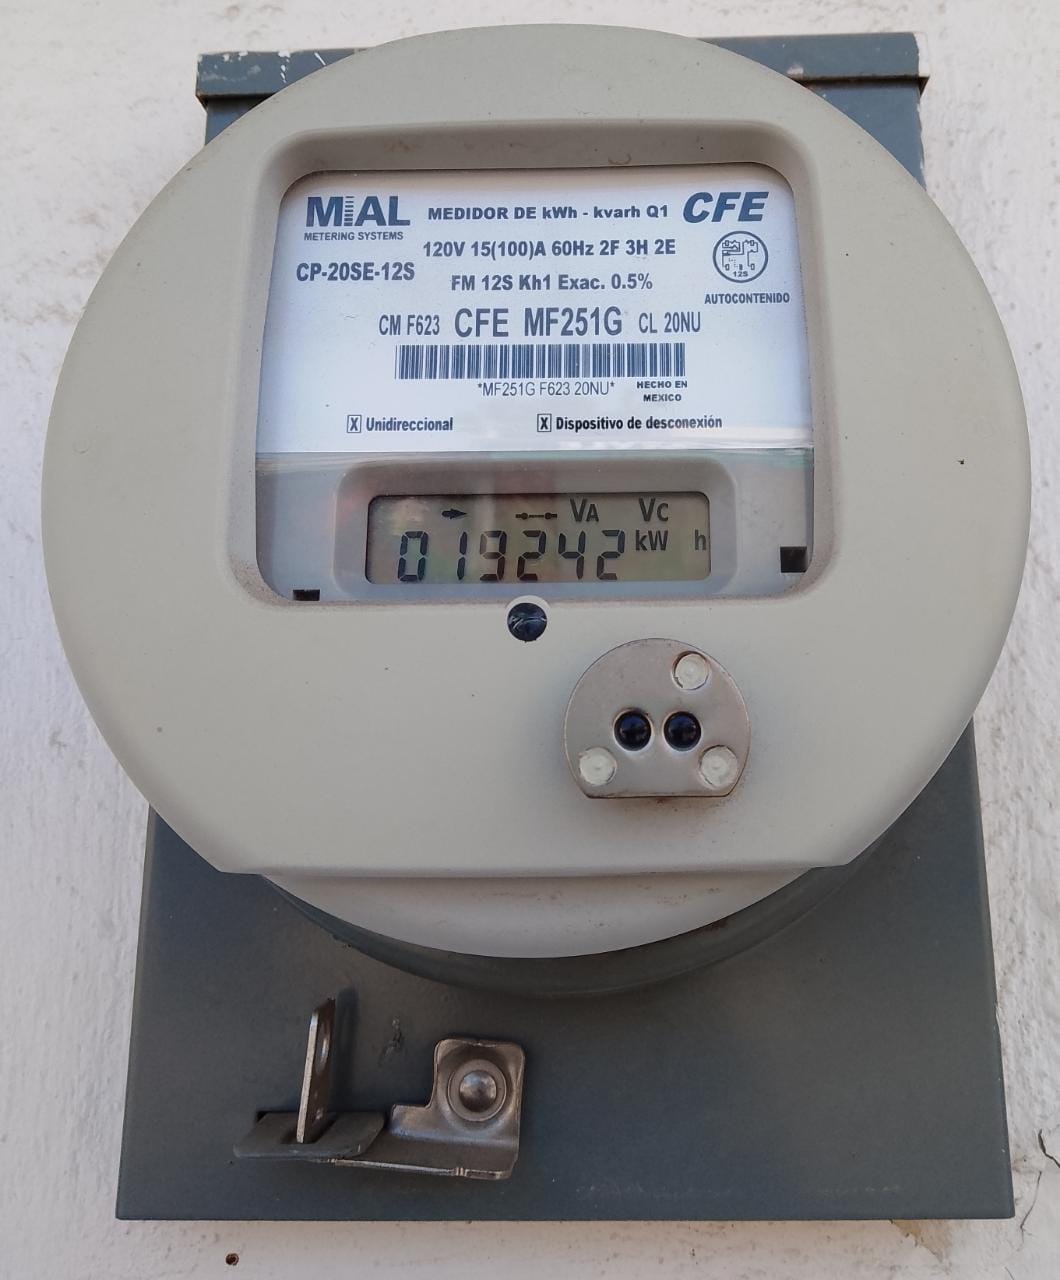 MIAL
METERING SYSTEMS
MEDIDOR DE kWh - kvarh Q1
CFE
120V 15(100)A 60Hz 2F 3H 2E
CP-20SE-12S
FM 12S Kh1 Exac. 0.5%
12S
AUTOCONTENIDO
CM F623 CFE MF251G CL 20NU
*MF251G F623 20NU*
HECHO EN
MEXICO
X Unidireccional
X Dispositivo de desconexión
VA VC
019242 kW h